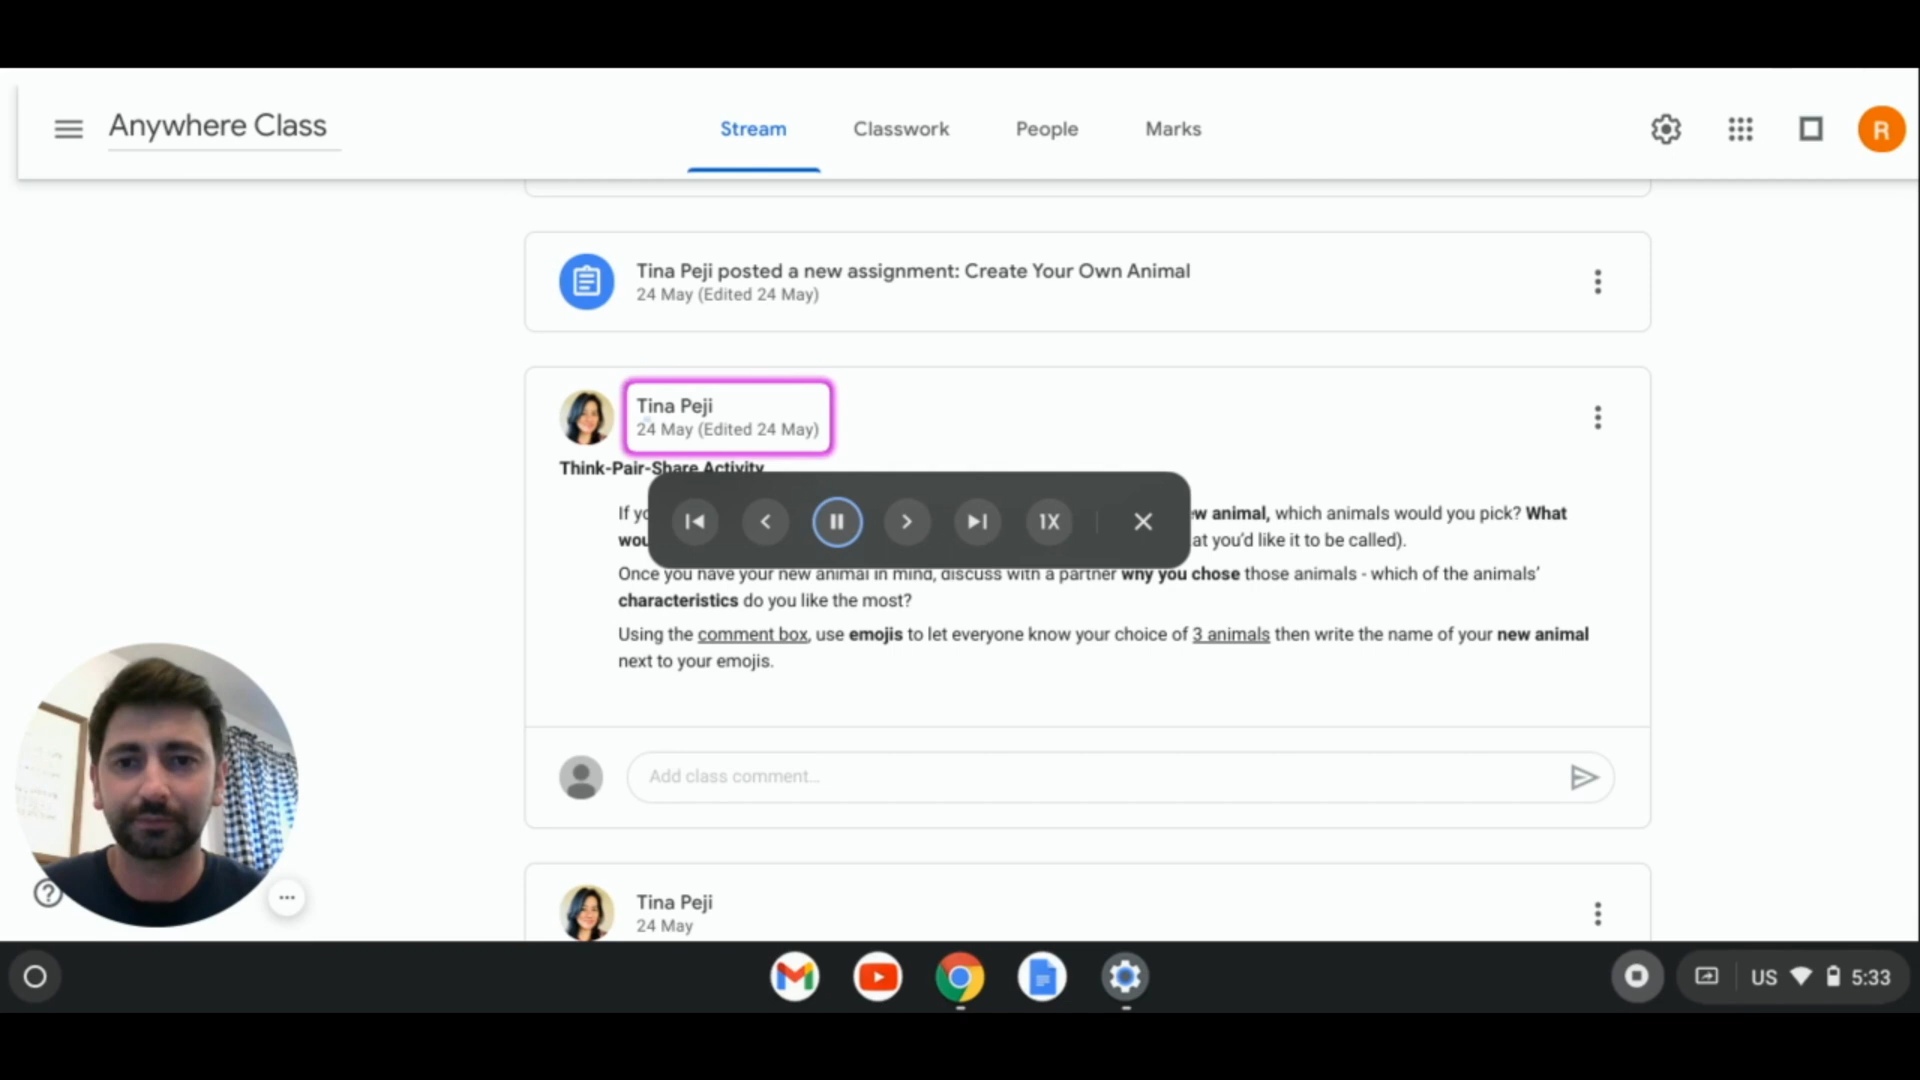 Anywhere Class
Stream
Classwork
People
Marks
R
Tina Peji posted a new assignment: Create Your Own Animal
24 May (Edited 24 May)
Tina Peji
24 May (Edited 24 May)
Think-Pair-Share Activity
If yo
1X
w animal, which animals would you pick? What
wou
at you'd like it to be called).
Once you have your new animal in mind, discuss with a partner why you chose those animals - which of the animals'
characteristics do you like the most?
Using the comment box, use emojis to let everyone know your choice of 3 animals then write the name of your new animal
next to your emojis.
Add class comment...
Tina Peji
24 May
US
5:33